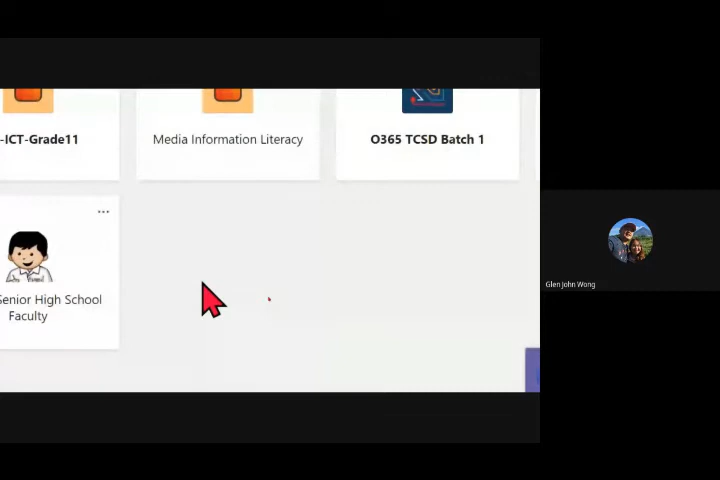 -ICT-Grade11
Media Information Literacy
O365 TCSD Batch 1
Senior High School
Faculty
Glen John Wong